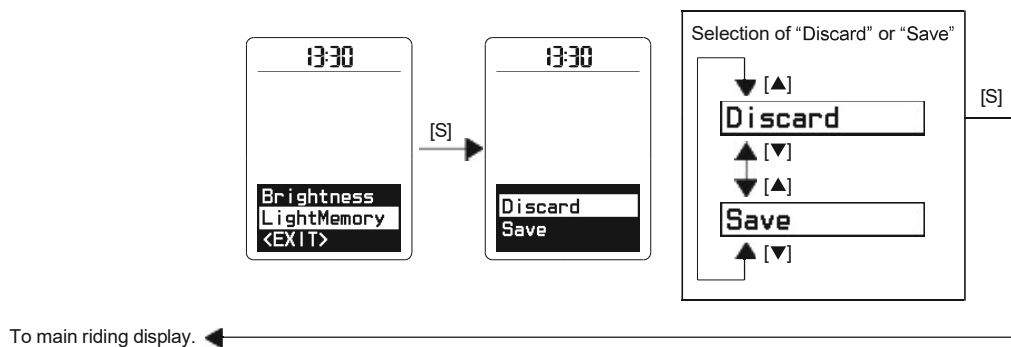 13:30
Brightness
LightMemory
<EXIT>
[S]
13:30
Discard
Save
Selection of “Discard” or “Save”
[▲]
Discard
[▼]
[▲]
Save
[▼]
[S]
To main riding display.